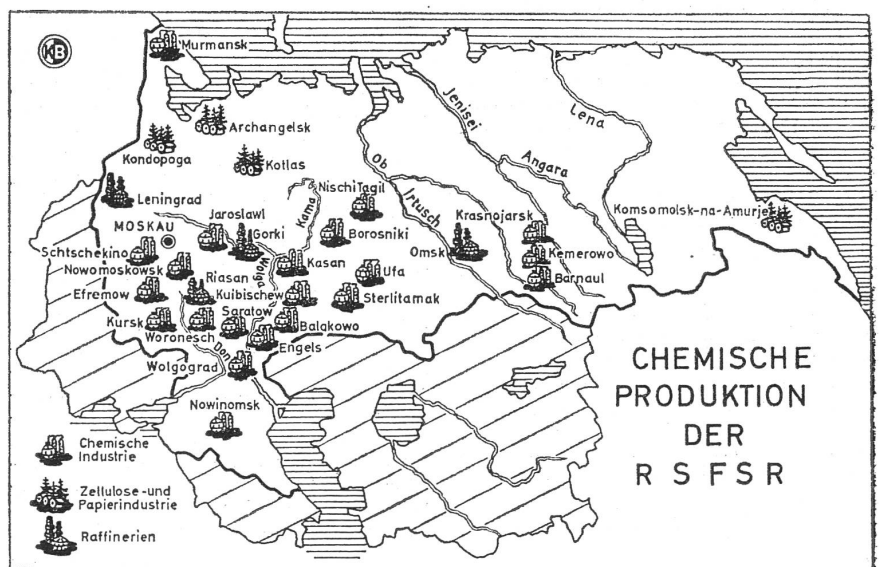 KB
Murmansk
Archangelsk
Kondopoga
Kotlas
Leningrad
MOSKAU
Jaroslawl
Gorki
Kama
Nischi Tagil
Borosniki
Ob
Irtusch
Jenisei
Lena
Angara
Krasnojarsk
Omsk
Kemerowo
Barnaul
Komsomolsk-na-Amurje
Schtschekino
Nowomoskowsk
Riasan
Efremow
Kuibischew
Kasan
Wolga
Ufa
Sterlitamak
Kursk
Woronesch
Saratow
Balakowo
Engels
Don
Wolgograd
Nowinomsk
CHEMISCHE
PRODUKTION
DER
RSFSR
Chemische
Industrie
Zellulose-und
Papierindustrie
Raffinerien